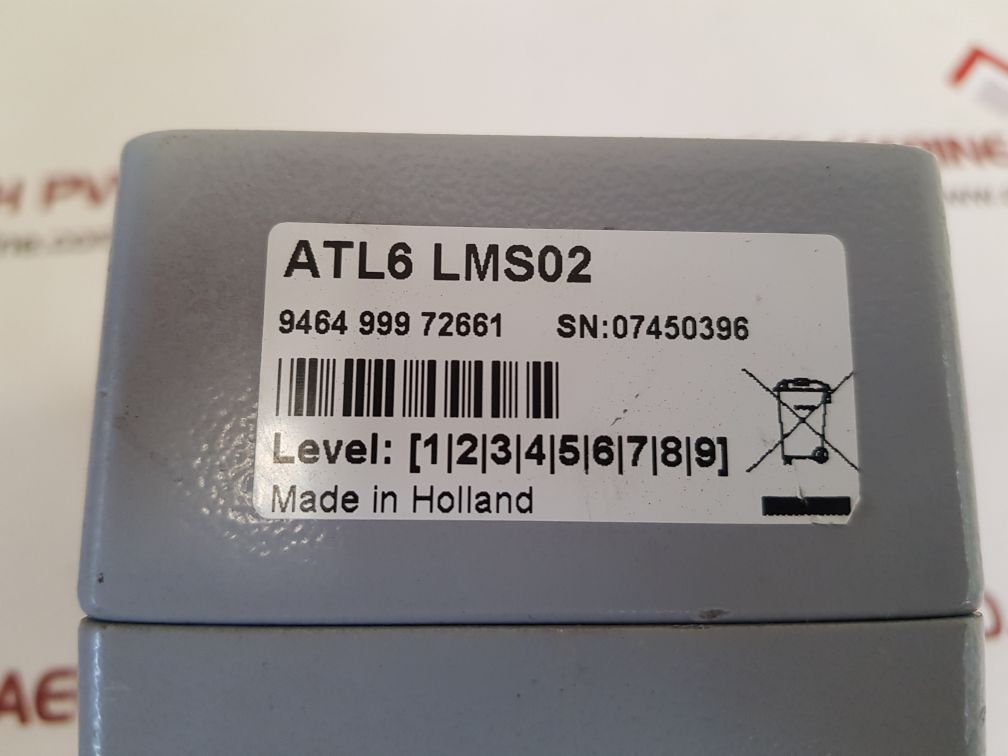 ATL6 LMS02
9464 999 72661 SN:07450396
Level: [1|2|3|4|5|6|7|8|9]
Made in Holland